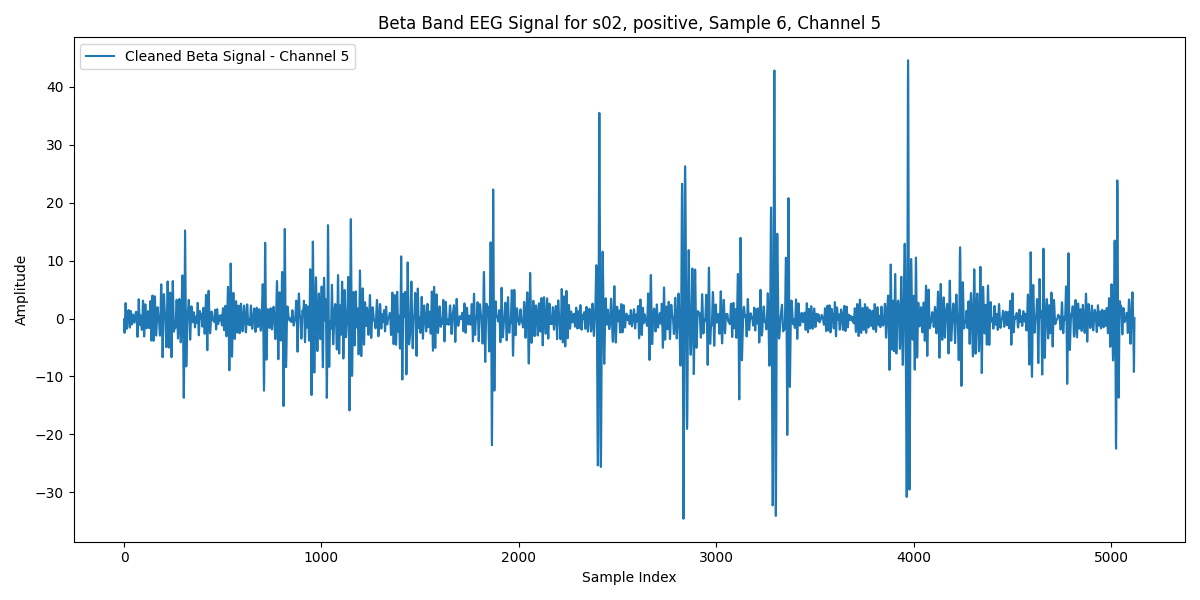 Beta Band EEG Signal for s02, positive, Sample 6, Channel 5
Cleaned Beta Signal - Channel 5
Amplitude
40
30
20
10
0
−10
−20
−30
0 1000 2000 3000 4000 5000
Sample Index